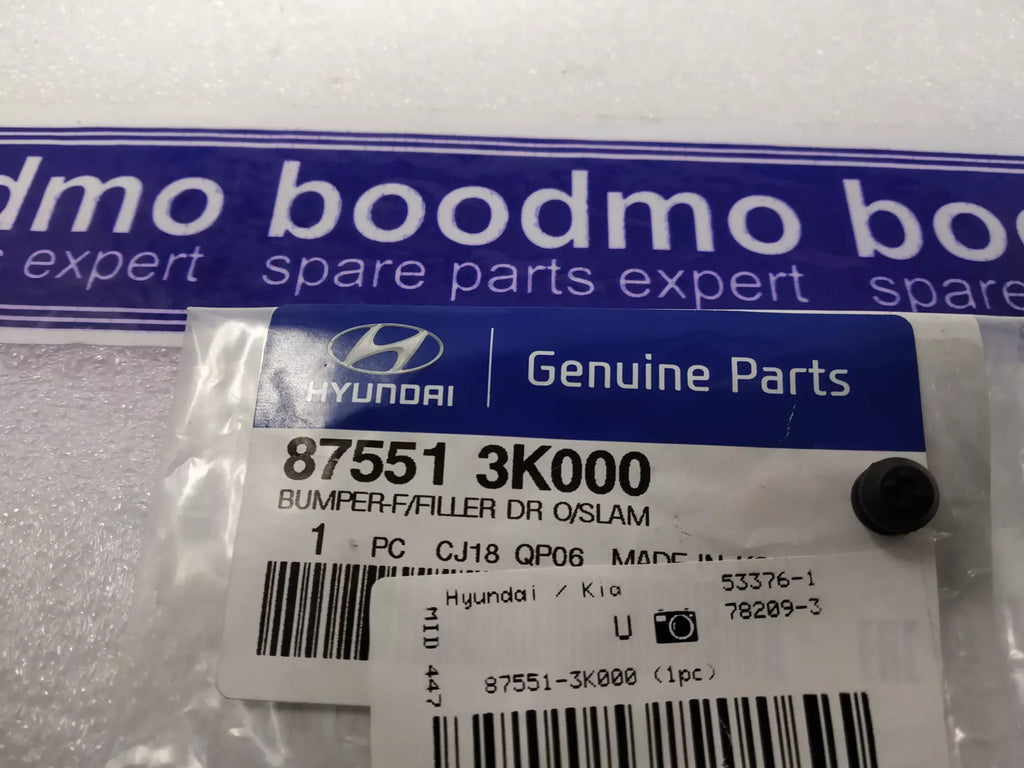 dmo boodmo boo
s expert spare parts expert spare
HYUNDAI Genuine Parts
87551 3K000
BUMPER-F/FILLER DR O/SLAM
1 PC CJ18 QP06 MADE IN
Hyundai / Kia 53376-1
U 78209-3
MID 447
87551-3K000 (1pc)